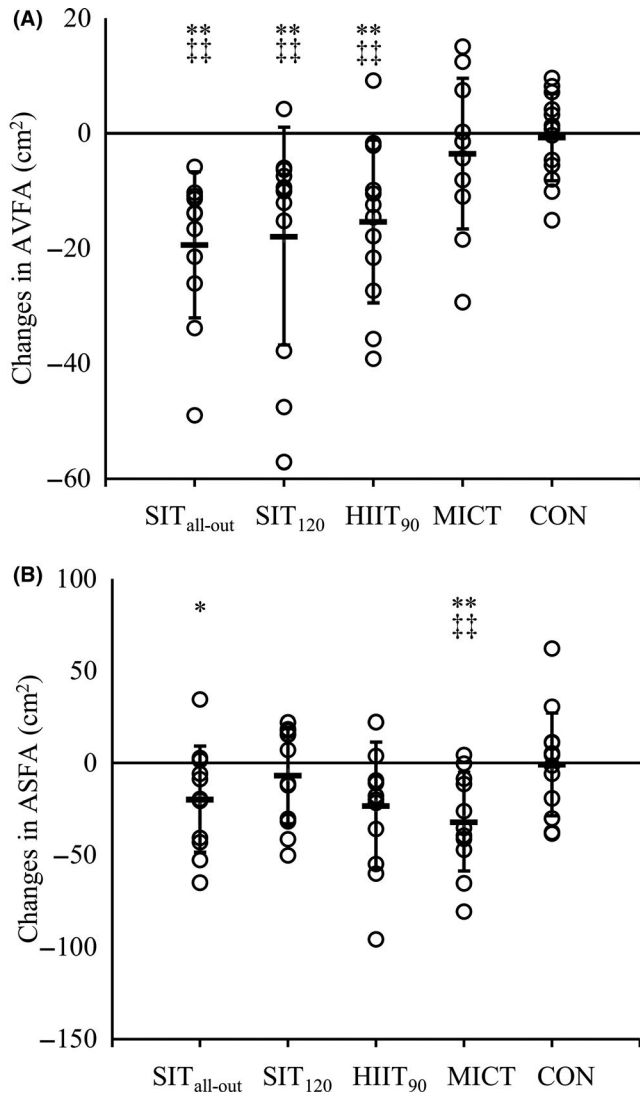 (A)
20
0
−20
−40
−60
Changes in AVFA (cm²)
** ** **
‡‡ ‡‡ ‡‡
‡‡ ‡‡ ‡‡
SITall-out SIT120 HIIT90 MICT CON
(B)
100
50
0
−50
−100
−150
Changes in ASFA (cm²)
* **
‡‡
‡‡
SITall-out SIT120 HIIT90 MICT CON